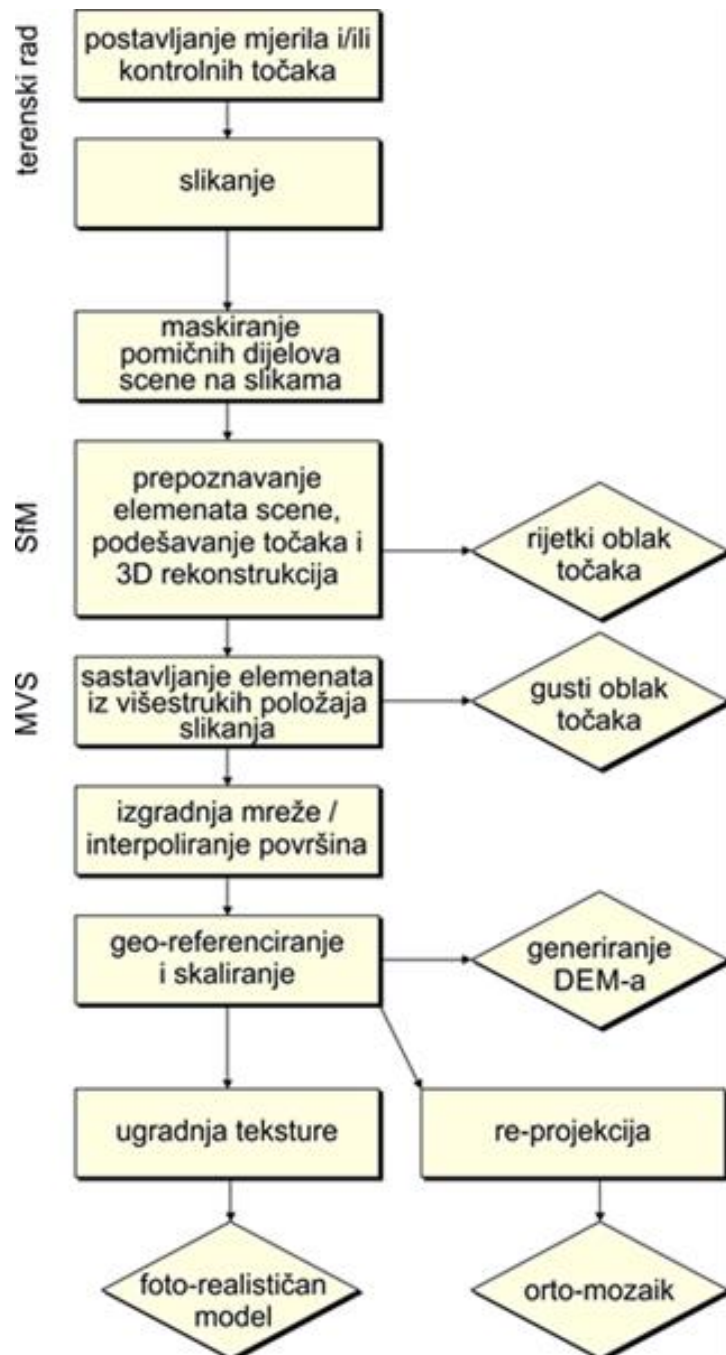 terenski rad
postavljanje mjerila i/ili
kontrolnih točaka
slikanje
maskiranje
pomičnih dijelova
scene na slikama
SfM
prepoznavanje
elemenata scene,
podešavanje točaka i
3D rekonstrukcija
rijetki oblak
točaka
MVS
sastavljanje elemenata
iz višestrukih položaja
slikanja
gusti oblak
točaka
izgradnja mreže /
interpoliranje površina
geo-referenciranje
i skaliranje
generiranje
DEM-a
ugradnja teksture
re-projekcija
foto-realističan
model
orto-mozaik